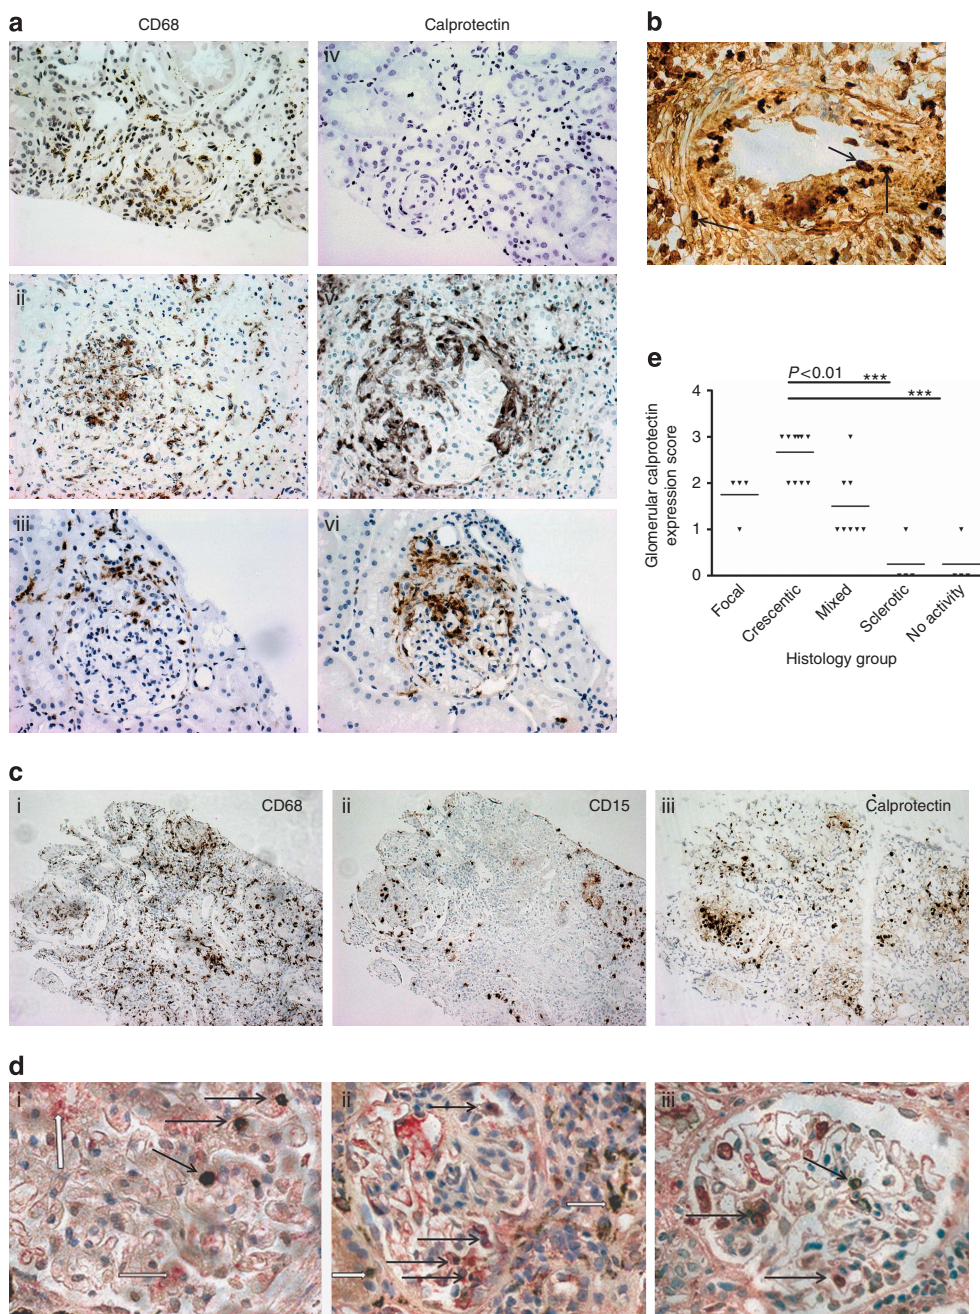 a
CD68
Calprotectin
i
iv
ii
v
iii
vi
b
e
P<0.01
***
***
4
3
2
1
0
Glomerular calprotectin
expression score
Focal
Crescentic
Mixed
Sclerotic
No activity
Histology group
c
i
CD68
ii
CD15
iii
Calprotectin
d
i
ii
iii